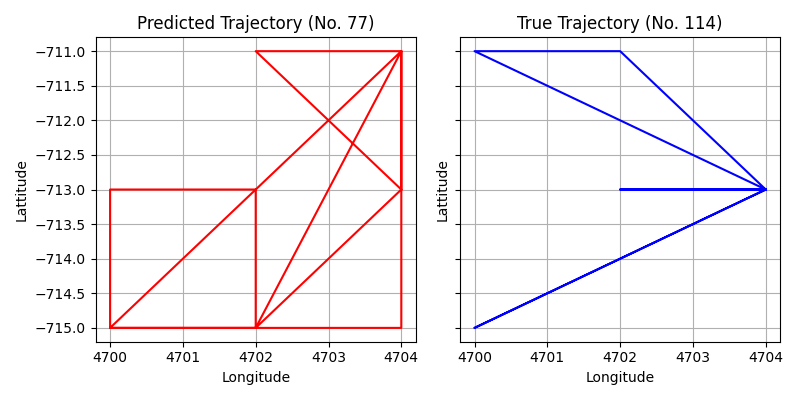 Predicted Trajectory (No. 77)
True Trajectory (No. 114)
Lattitude
−711.0
−711.5
−712.0
−712.5
−713.0
−713.5
−714.0
−714.5
−715.0
4700 4701 4702 4703 4704
Longitude
Lattitude
4700 4701 4702 4703 4704
Longitude